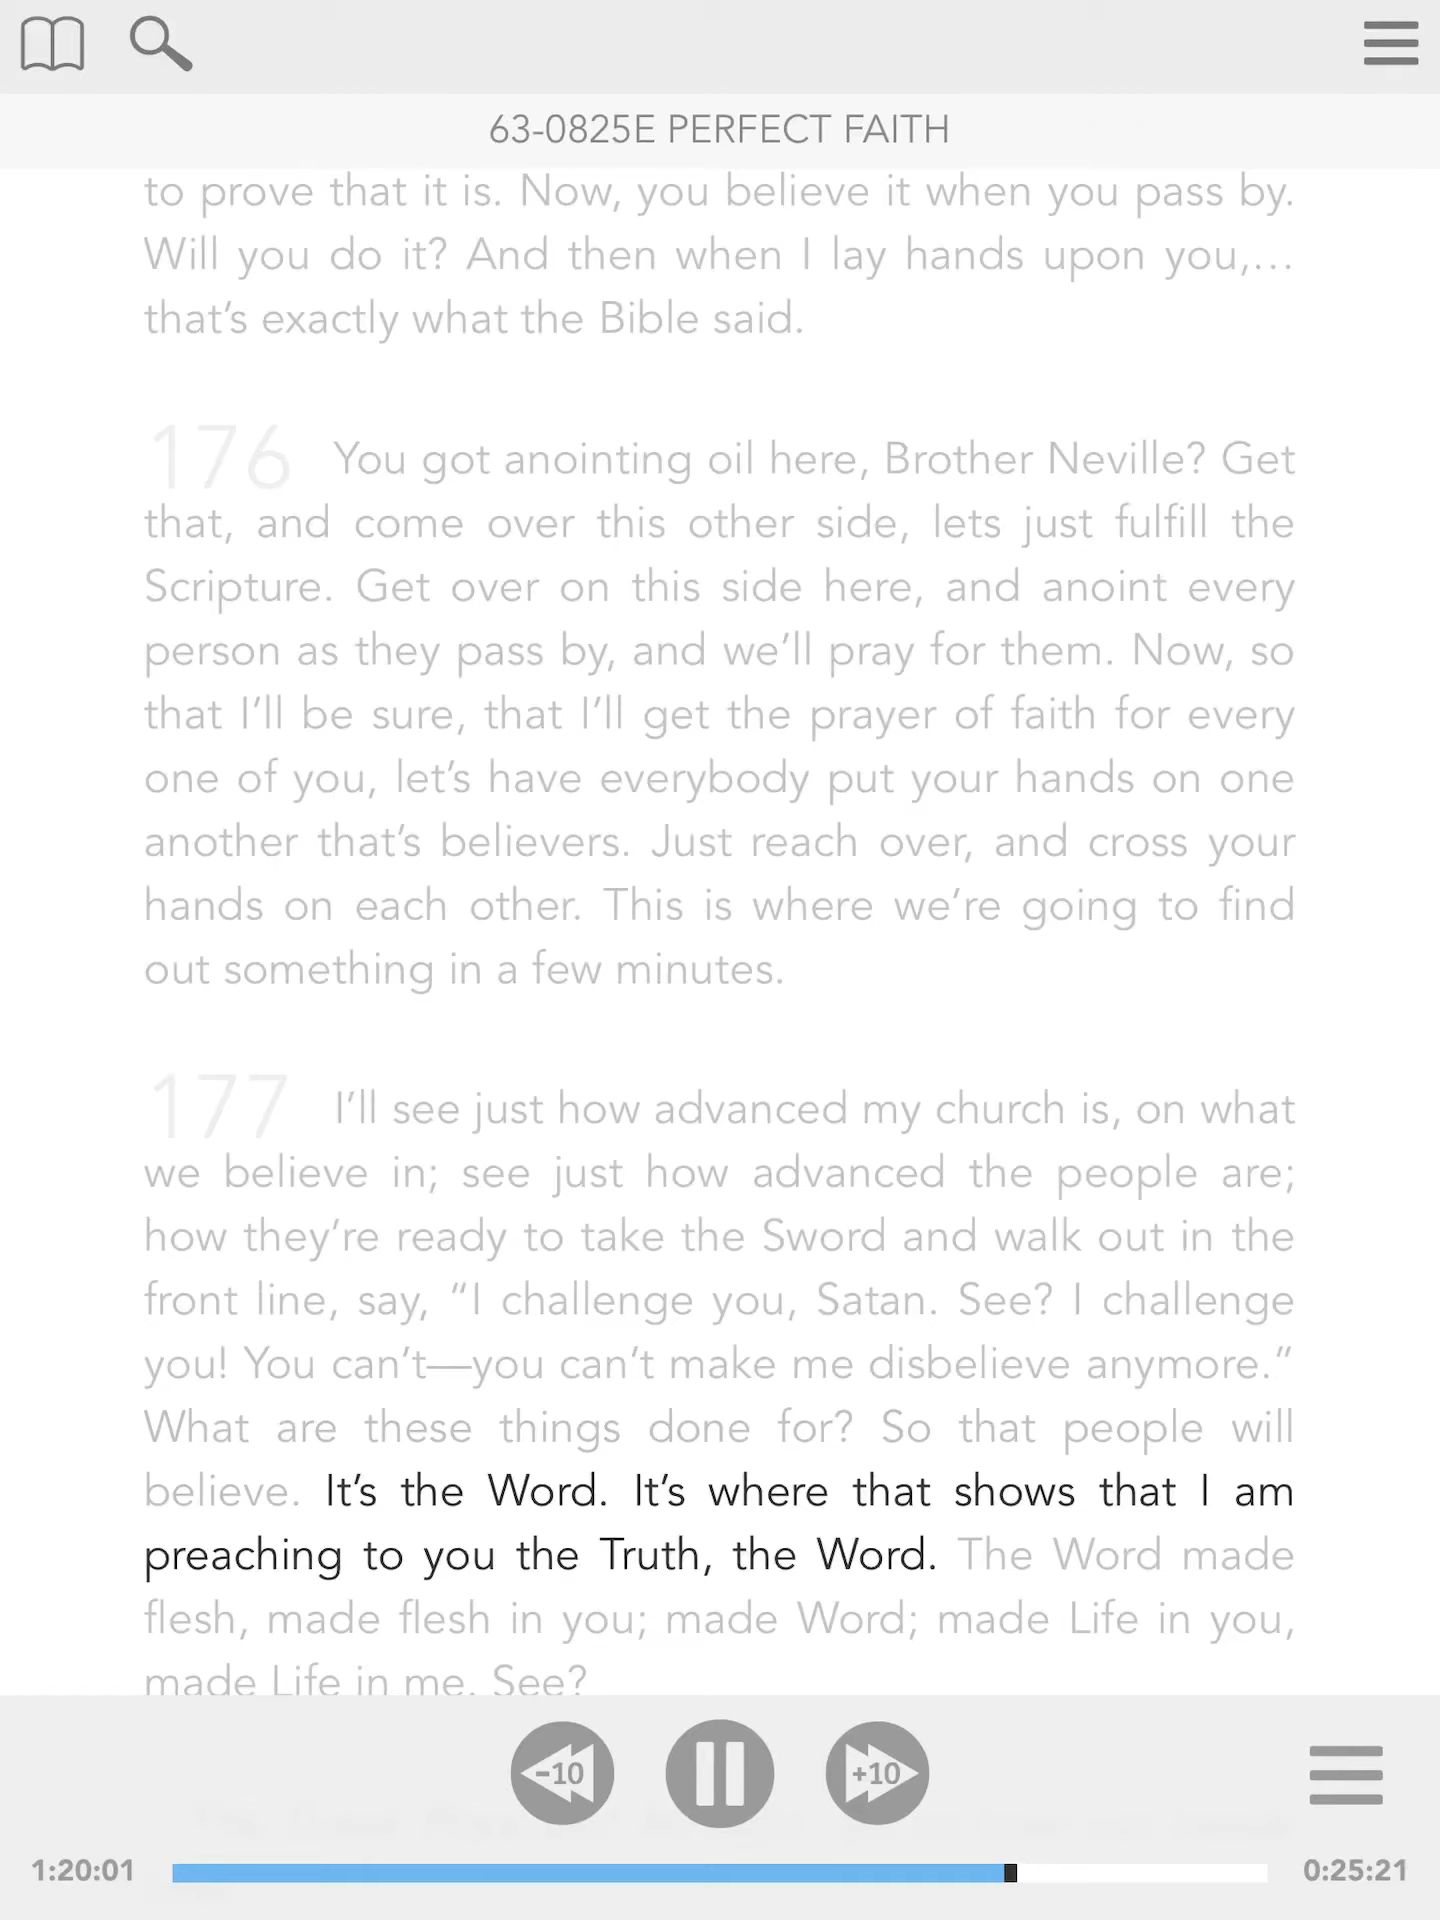 63-0825E PERFECT FAITH
to prove that it is. Now, you believe it when you pass by.
Will you do it? And then when I lay hands upon you,…
that’s exactly what the Bible said.
176 You got anointing oil here, Brother Neville? Get
that, and come over this other side, lets just fulfill the
Scripture. Get over on this side here, and anoint every
person as they pass by, and we’ll pray for them. Now, so
that I’ll be sure, that I’ll get the prayer of faith for every
one of you, let’s have everybody put your hands on one
another that’s believers. Just reach over, and cross your
hands on each other. This is where we’re going to find
out something in a few minutes.
177 I’ll see just how advanced my church is, on what
we believe in; see just how advanced the people are;
how they’re ready to take the Sword and walk out in the
front line, say, “I challenge you, Satan. See? I challenge
you! You can’t—you can’t make me disbelieve anymore.”
What are these things done for? So that people will
believe. It’s the Word. It’s where that shows that I am
preaching to you the Truth, the Word. The Word made
flesh, made flesh in you; made Word; made Life in you,
made Life in me. See?
-10 +10
1:20:01 0:25:21